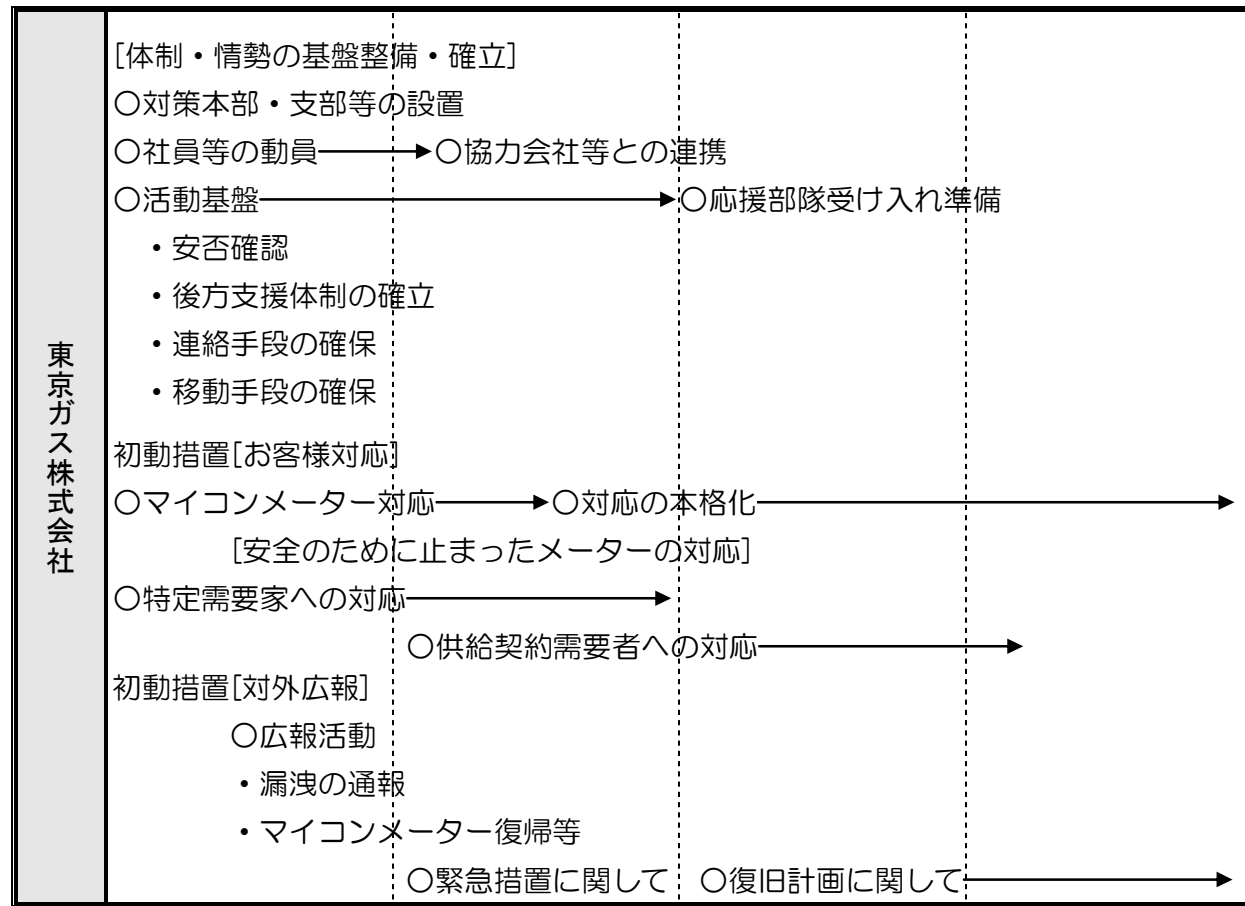 東京ガス株式会社
[体制・情勢の基盤整備・確立]
○対策本部・支部等の設置
○社員等の動員→○協力会社等との連携
○活動基盤→○応援部隊受け入れ準備
・安否確認
・後方支援体制の確立
・連絡手段の確保
・移動手段の確保
初動措置[お客様対応]
○マイコンメーター対応→○対応の本格化→
[安全のために止まったメーターの対応]
○特定需要家への対応→
○供給契約需要者への対応→
初動措置[対外広報]
○広報活動
・漏洩の通報
・マイコンメーター復帰等
○緊急措置に関して ○復旧計画に関して→